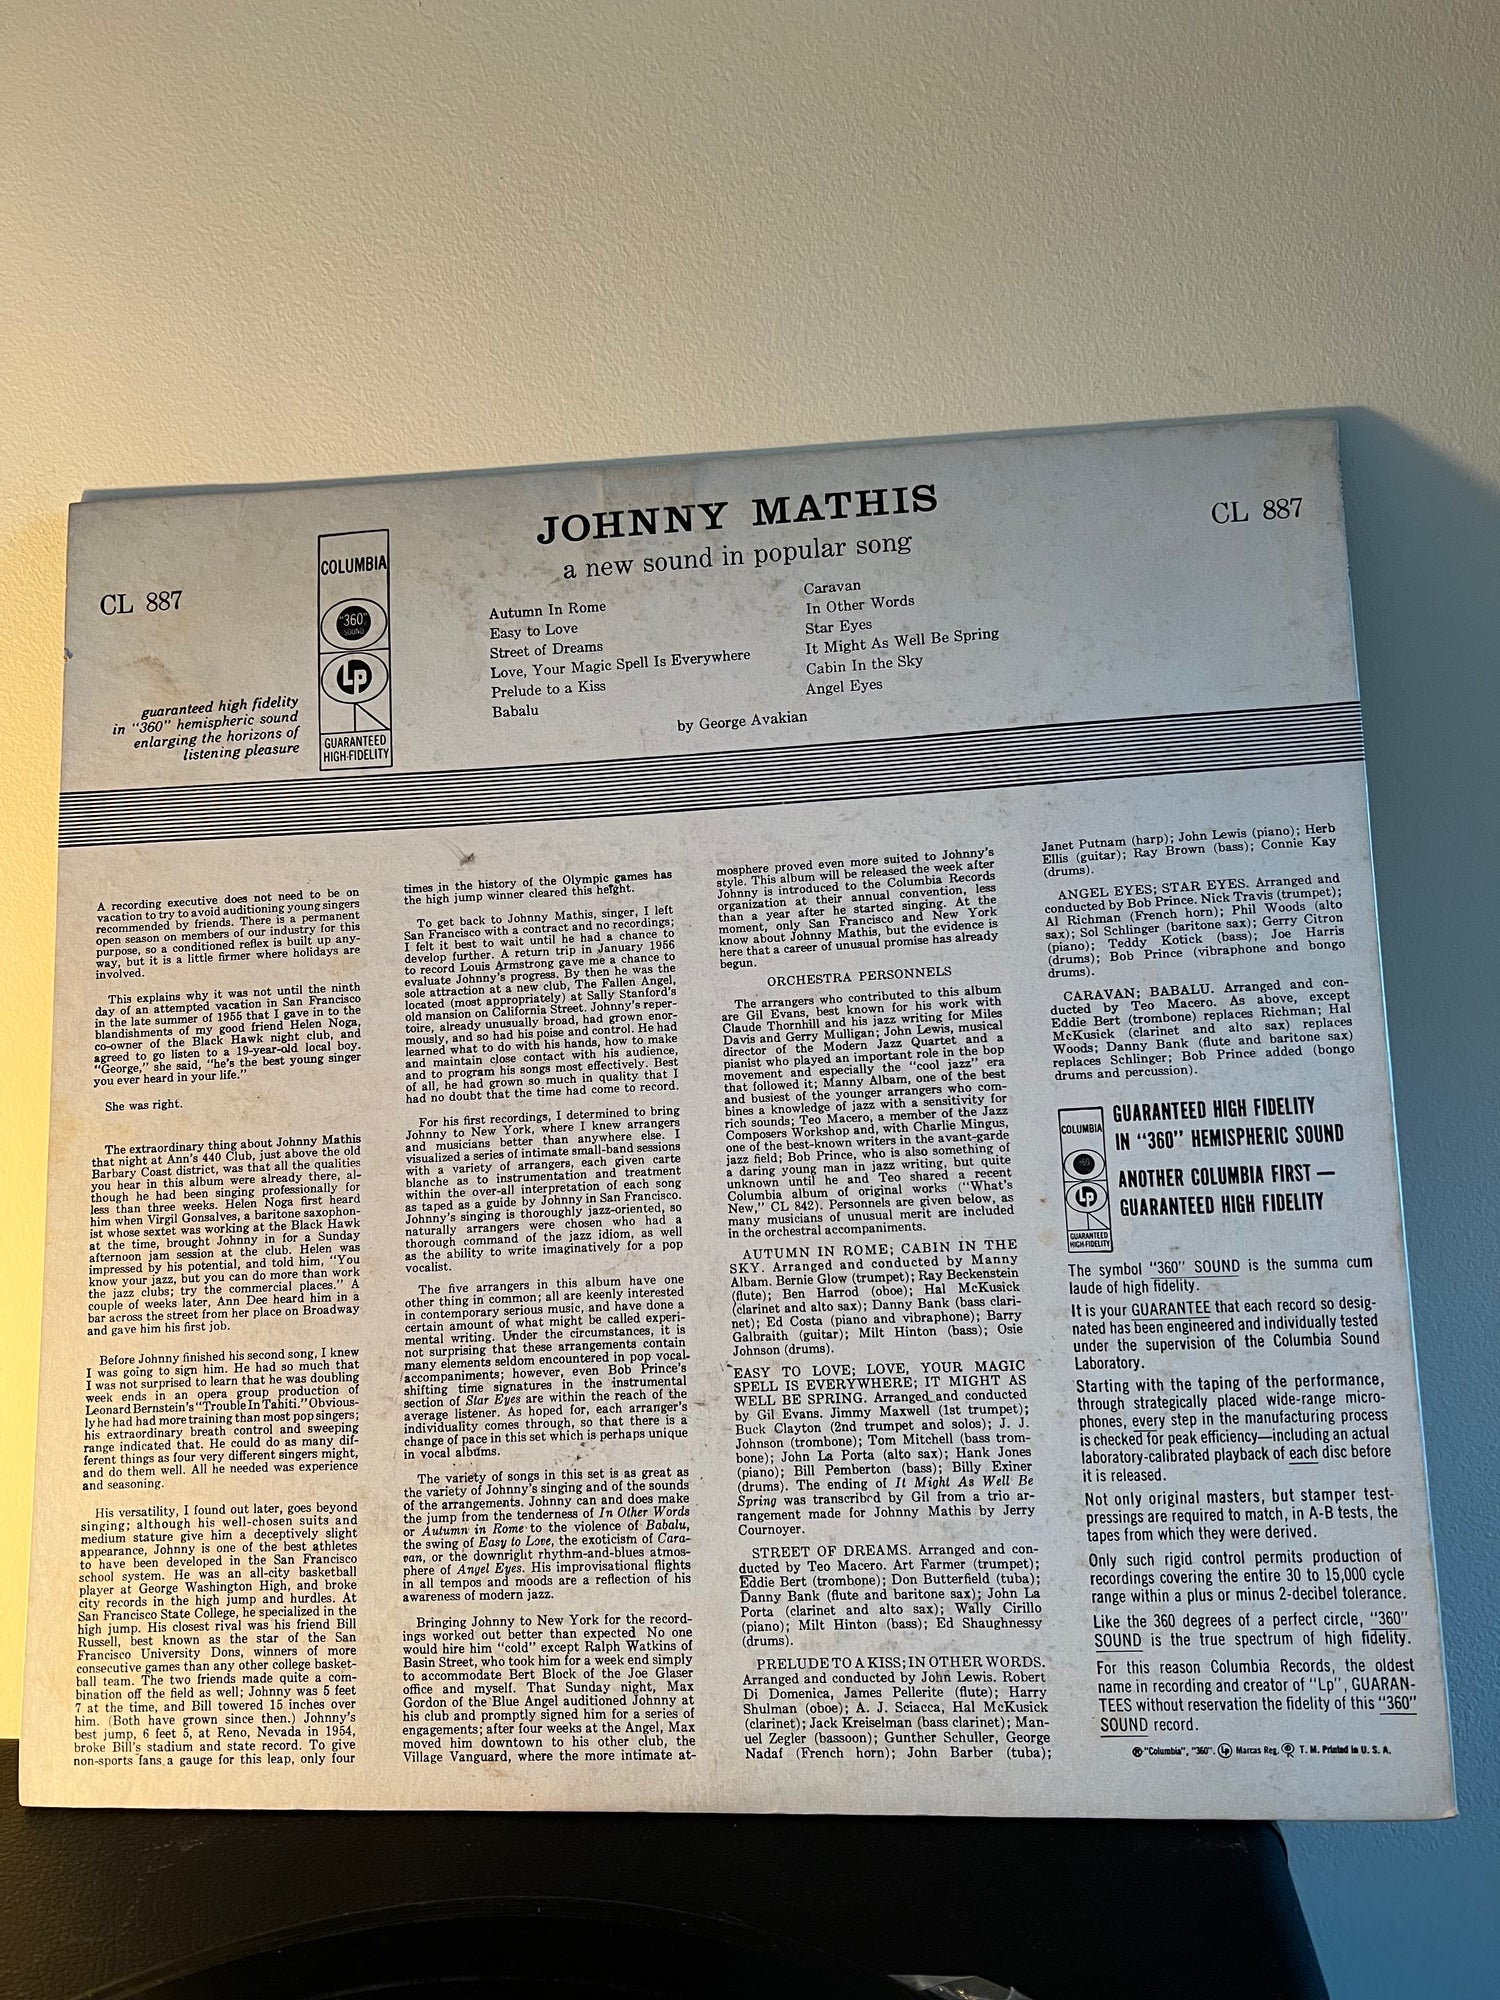 JOHNNY MATHIS
a new sound in popular song
CL 887
CL 887
COLUMBIA
"360"
SOUND
LP
GUARANTEED
HIGH-FIDELITY
guaranteed high fidelity
in "360" hemispheric sound
enlarging the horizons of
listening pleasure
Autumn In Rome
Easy to Love
Street of Dreams
Love, Your Magic Spell Is Everywhere
Prelude to a Kiss
Babalu
Caravan
In Other Words
Star Eyes
It Might As Well Be Spring
Cabin In the Sky
Angel Eyes
by George Avakian
A recording executive does not need to be on
vacation to try to avoid auditioning young singers
recommended by friends. There is a permanent
open season on members of our industry for this
purpose, so a conditioned reflex is built up any-
way, but it is a little firmer where holidays are
involved.
This explains why it was not until the ninth
day of an attempted vacation in San Francisco
in the late summer of 1955 that I gave in to the
blandishments of my good friend Helen Noga,
co-owner of the Black Hawk night club, and
agreed to go listen to a 19-year-old local boy.
"George," she said, "he's the best young singer
you ever heard in your life."
She was right.
The extraordinary thing about Johnny Mathis
that night at Ann's 440 Club, just above the old
Barbary Coast district, was that all the qualities
you hear in this album were already there, al-
though he had been singing professionally for
less than three weeks. Helen Noga first heard
him when Virgil Gonsalves, a baritone saxophon-
ist whose sextet was working at the Black Hawk
at the time, brought Johnny in for a Sunday
afternoon jam session at the club. Helen was
impressed by his potential, and told him, "You
know your jazz, but you can do more than work
the jazz clubs; try the commercial places." A
couple of weeks later, Ann Dee heard him in a
bar across the street from her place on Broadway
and gave him his first job.
Before Johnny finished his second song, I knew
I was going to sign him. He had so much that
I was not surprised to learn that he was doubling
week ends in an opera group production of
Leonard Bernstein's "Trouble In Tahiti." Obvious-
ly he had had more training than most pop singers;
his extraordinary breath control and sweeping
range indicated that. He could do as many dif-
ferent things as four very different singers might,
and do them well. All he needed was experience
and seasoning.
His versatility, I found out later, goes beyond
singing; although his well-chosen suits and
medium stature give him a deceptively slight
appearance, Johnny is one of the best athletes
to have been developed in the San Francisco
school system. He was an all-city basketball
player at George Washington High, and broke
city records in the high jump and hurdles. At
San Francisco State College, he specialized in the
high jump. His closest rival was his friend Bill
Russell, best known as the star of the San
Francisco University Dons, winners of more
consecutive games than any other college basket-
ball team. The two friends made quite a com-
bination off the field as well; Johnny was 5 feet
7 at the time, and Bill towered 15 inches over
him. (Both have grown since then.) Johnny's
best jump, 6 feet 5, at Reno, Nevada in 1954,
broke Bill's stadium and state record. To give
non-sports fans a gauge for this leap, only four
times in the history of the Olympic games has
the high jump winner cleared this height.
To get back to Johnny Mathis, singer, I left
San Francisco with a contract and no recordings;
I felt it best to wait until he had a chance to
develop further. A return trip in January 1956
to record Louis Armstrong gave me a chance to
evaluate Johnny's progress. By then he was the
sole attraction at a new club, The Fallen Angel,
located (most appropriately) at Sally Stanford's
old mansion on California Street. Johnny's reper-
toire, already unusually broad, had grown enor-
mously, and so had his poise and control. He had
learned what to do with his hands, how to make
and maintain close contact with his audience,
and to program his songs most effectively. Best
of all, he had grown so much in quality that I
had no doubt that the time had come to record.
For his first recordings, I determined to bring
Johnny to New York, where I knew arrangers
and musicians better than anywhere else. I
visualized a series of intimate small-band sessions
with a variety of arrangers, each given carte
blanche as to instrumentation and treatment
within the over-all interpretation of each song
as taped as a guide by Johnny in San Francisco.
Johnny's singing is thoroughly jazz-oriented, so
naturally arrangers were chosen who had a
thorough command of the jazz idiom, as well
as the ability to write imaginatively for a pop
vocalist.
The five arrangers in this album have one
other thing in common; all are keenly interested
in contemporary serious music, and have done a
certain amount of what might be called experi-
mental writing. Under the circumstances, it is
not surprising that these arrangements contain
many elements seldom encountered in pop vocal-
accompaniments; however, even Bob Prince's
shifting time signatures in the instrumental
section of Star Eyes are within the reach of the
average listener. As hoped for, each arranger's
individuality comes through, so that there is a
change of pace in this set which is perhaps unique
in vocal albums.
The variety of songs in this set is as great as
the variety of Johnny's singing and of the sounds
of the arrangements. Johnny can and does make
the jump from the tenderness of In Other Words
or Autumn in Rome to the violence of Babalu,
the swing of Easy to Love, the exoticism of Cara-
van, or the downright rhythm-and-blues atmos-
phere of Angel Eyes. His improvisational flights
in all tempos and moods are a reflection of his
awareness of modern jazz.
Bringing Johnny to New York for the record-
ings worked out better than expected. No one
would hire him "cold" except Ralph Watkins of
Basin Street, who took him for a week end simply
to accommodate Bert Block of the Joe Glaser
office and myself. That Sunday night, Max
Gordon of the Blue Angel auditioned Johnny at
his club and promptly signed him for a series of
engagements; after four weeks at the Angel, Max
moved him downtown to his other club, the
Village Vanguard, where the more intimate at-
mosphere proved even more suited to Johnny's
style. This album will be released the week after
Johnny is introduced to the Columbia Records
organization at their annual convention, less
than a year after he started singing. At the
moment, only San Francisco and New York
know about Johnny Mathis, but the evidence is
here that a career of unusual promise has already
begun.
ORCHESTRA PERSONNELS
The arrangers who contributed to this album
are Gil Evans, best known for his work with
Claude Thornhill and his jazz writing for Miles
Davis and Gerry Mulligan; John Lewis, musical
director of the Modern Jazz Quartet and a
pianist who played an important role in the bop
movement and especially the "cool jazz" era
that followed it; Manny Albam, one of the best
and busiest of the younger arrangers who com-
bines a knowledge of jazz with a sensitivity for
rich sounds; Teo Macero, a member of the Jazz
Composers Workshop and, with Charlie Mingus,
one of the best-known writers in the avant-garde
jazz field; Bob Prince, who is also something of
a daring young man in jazz writing, but quite
unknown until he and Teo shared a recent
Columbia album of original works ("What's
New," CL 842). Personnels are given below, as
many musicians of unusual merit are included
in the orchestral accompaniments.
AUTUMN IN ROME; CABIN IN THE
SKY. Arranged and conducted by Manny
Albam. Bernie Glow (trumpet); Ray Beckenstein
(flute); Ben Harrod (oboe); Hal McKusick
(clarinet and alto sax); Danny Bank (bass clari-
net); Ed Costa (piano and vibraphone); Barry
Galbraith (guitar); Milt Hinton (bass); Osie
Johnson (drums).
EASY TO LOVE; LOVE, YOUR MAGIC
SPELL IS EVERYWHERE; IT MIGHT AS
WELL BE SPRING. Arranged and conducted
by Gil Evans. Jimmy Maxwell (1st trumpet);
Buck Clayton (2nd trumpet and solos); J. J.
Johnson (trombone); Tom Mitchell (bass trom-
bone); John La Porta (alto sax); Hank Jones
(piano); Bill Pemberton (bass); Billy Exiner
(drums). The ending of It Might As Well Be
Spring was transcribed by Gil from a trio ar-
rangement made for Johnny Mathis by Jerry
Cournoyer.
STREET OF DREAMS. Arranged and con-
ducted by Teo Macero. Art Farmer (trumpet);
Eddie Bert (trombone); Don Butterfield (tuba);
Danny Bank (flute and baritone sax); John La
Porta (clarinet and alto sax); Wally Cirillo
(piano); Milt Hinton (bass); Ed Shaughnessy
(drums).
PRELUDE TO A KISS; IN OTHER WORDS.
Arranged and conducted by John Lewis. Robert
Di Domenica, James Pellerite (flute); Harry
Shulman (oboe); A. J. Sciacca, Hal McKusick
(clarinet); Jack Kreiselman (bass clarinet); Man-
uel Zegler (bassoon); Gunther Schuller, George
Nadaf (French horn); John Barber (tuba);
Janet Putnam (harp); John Lewis (piano); Herb
Ellis (guitar); Ray Brown (bass); Connie Kay
(drums).
ANGEL EYES; STAR EYES. Arranged and
conducted by Bob Prince. Nick Travis (trumpet);
Al Richman (French horn); Phil Woods (alto
sax); Sol Schlinger (baritone sax); Gerry Citron
(piano); Teddy Kotick (bass); Joe Harris
(drums); Bob Prince (vibraphone and bongo
drums).
CARAVAN; BABALU. Arranged and con-
ducted by Teo Macero. As above, except
Eddie Bert (trombone) replaces Richman; Hal
McKusick (clarinet and alto sax) replaces
Woods; Danny Bank (flute and baritone sax)
replaces Schlinger; Bob Prince added (bongo
drums and percussion).
COLUMBIA
"360"
LP
GUARANTEED
HIGH-FIDELITY
GUARANTEED HIGH FIDELITY
IN "360" HEMISPHERIC SOUND
ANOTHER COLUMBIA FIRST —
GUARANTEED HIGH FIDELITY
The symbol "360" SOUND is the summa cum
laude of high fidelity.
It is your GUARANTEE that each record so desig-
nated has been engineered and individually tested
under the supervision of the Columbia Sound
Laboratory.
Starting with the taping of the performance,
through strategically placed wide-range micro-
phones, every step in the manufacturing process
is checked for peak efficiency—including an actual
laboratory-calibrated playback of each disc before
it is released.
Not only original masters, but stamper test-
pressings are required to match, in A-B tests, the
tapes from which they were derived.
Only such rigid control permits production of
recordings covering the entire 30 to 15,000 cycle
range within a plus or minus 2-decibel tolerance.
Like the 360 degrees of a perfect circle, "360"
SOUND is the true spectrum of high fidelity.
For this reason Columbia Records, the oldest
name in recording and creator of "Lp", GUARAN-
TEES without reservation the fidelity of this "360"
SOUND record.
® "Columbia", "360". Lp Marcas Reg. T. M. Printed in U. S. A.